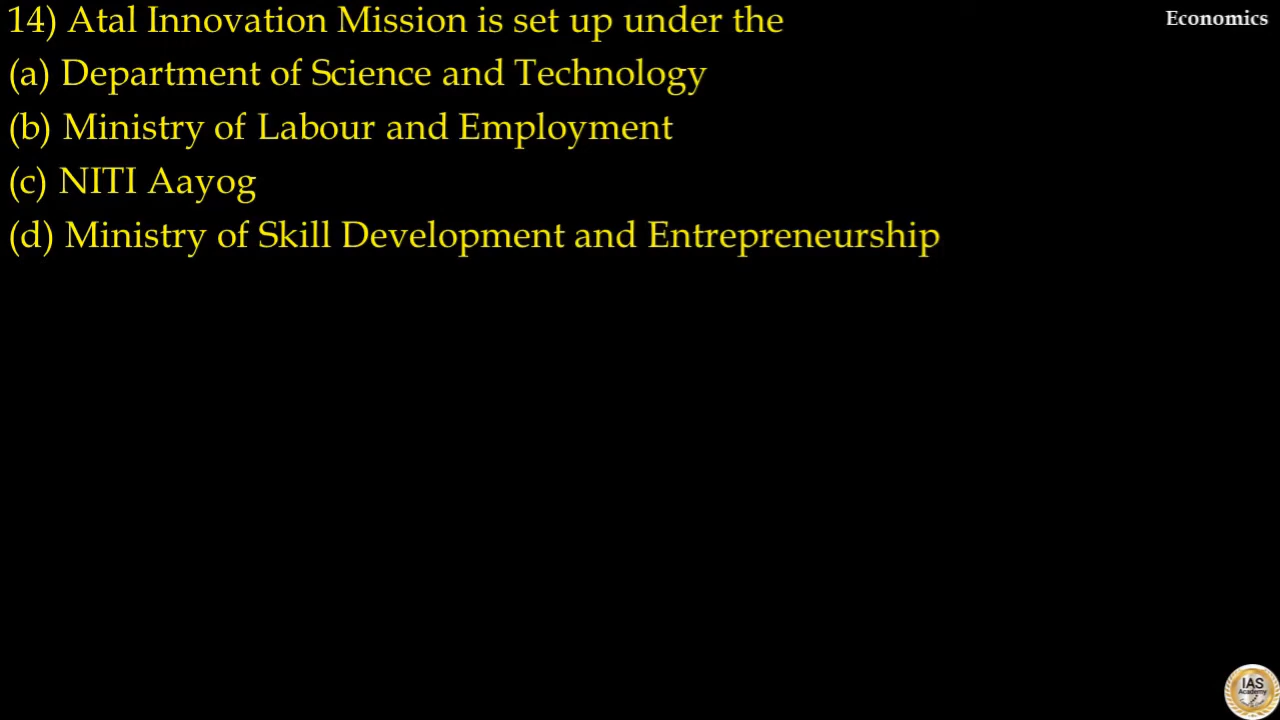 Economics
14) Atal Innovation Mission is set up under the
(a) Department of Science and Technology
(b) Ministry of Labour and Employment
(c) NITI Aayog
(d) Ministry of Skill Development and Entrepreneurship
IAS
Academy